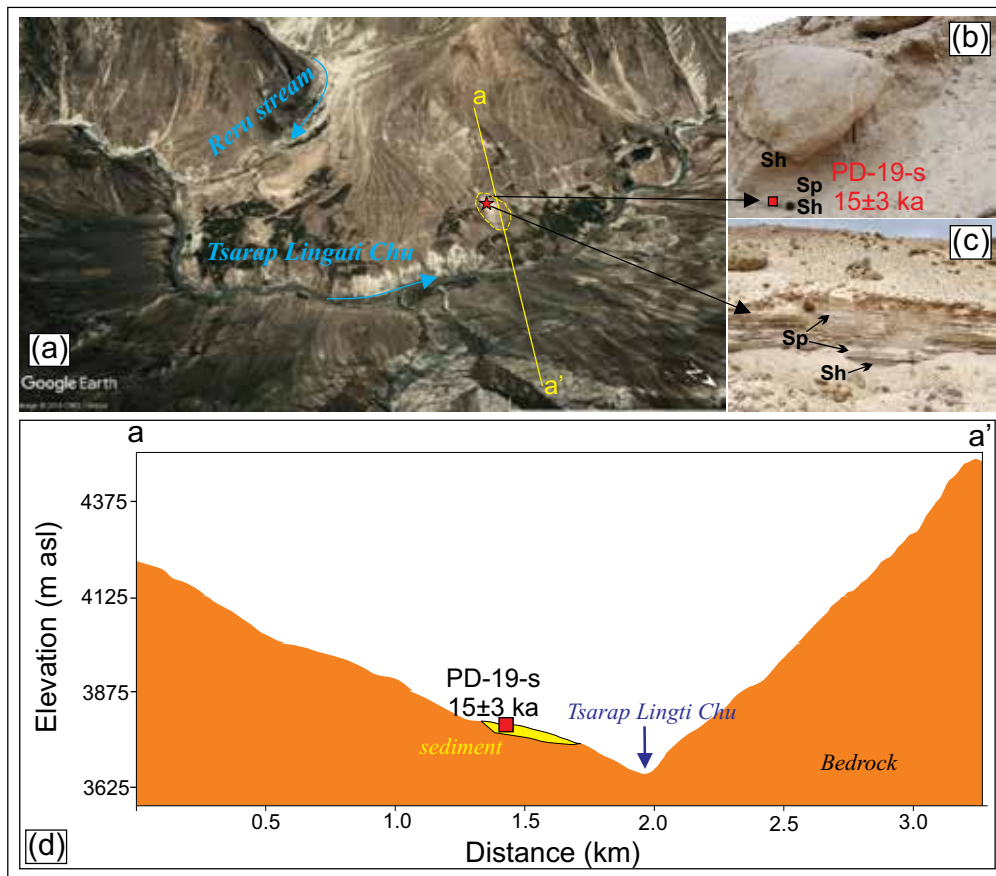 Reru stream
a
Tsarap Lingati Chu
a'
(a)
Google Earth
N
(b)
Sh
Sp
Sh
PD-19-s
15±3 ka
(c)
Sp
Sh
a
a'
Elevation (m asl)
4375
4125
3875
3625
PD-19-s
15±3 ka
sediment
Tsarap Lingti Chu
Bedrock
0.5
1.0
1.5
2.0
2.5
3.0
Distance (km)
(d)